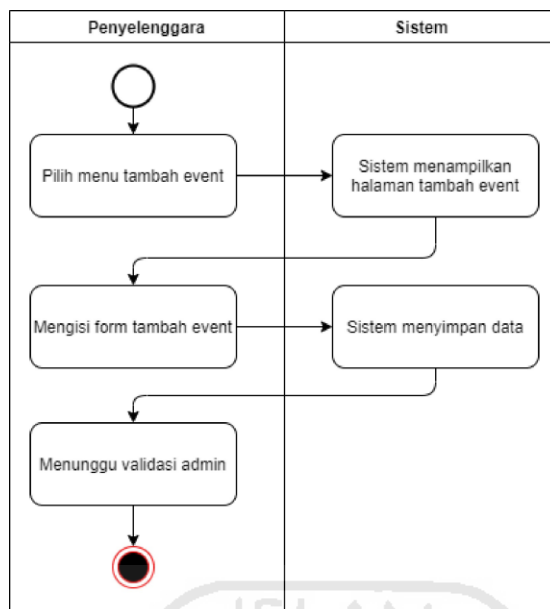 Penyelenggara
Sistem
Pilih menu tambah event
Sistem menampilkan
halaman tambah event
Mengisi form tambah event
Sistem menyimpan data
Menunggu validasi admin